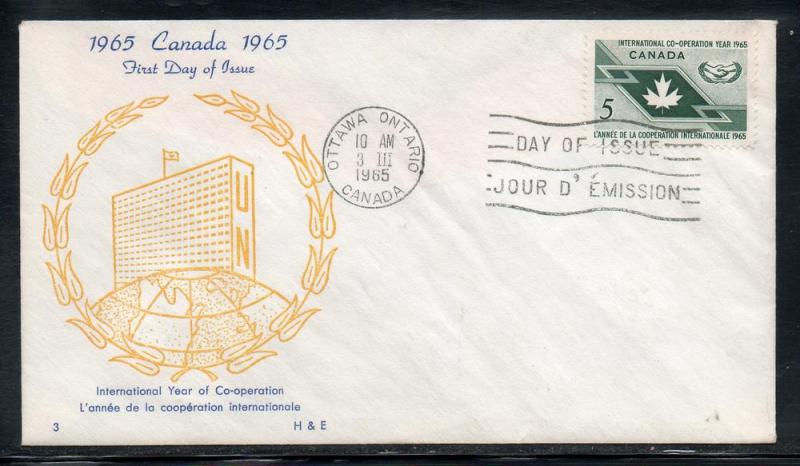 1965 Canada 1965
First Day of Issue
INTERNATIONAL CO-OPERATION YEAR 1965
CANADA
5
L'ANNÉE DE LA COOPÉRATION INTERNATIONALE 1965
OTTAWA ONTARIO
10 AM
3 III
1965
CANADA
DAY OF ISSUE
JOUR D'ÉMISSION
UN
International Year of Co-operation
L'année de la coopération internationale
3
H & E